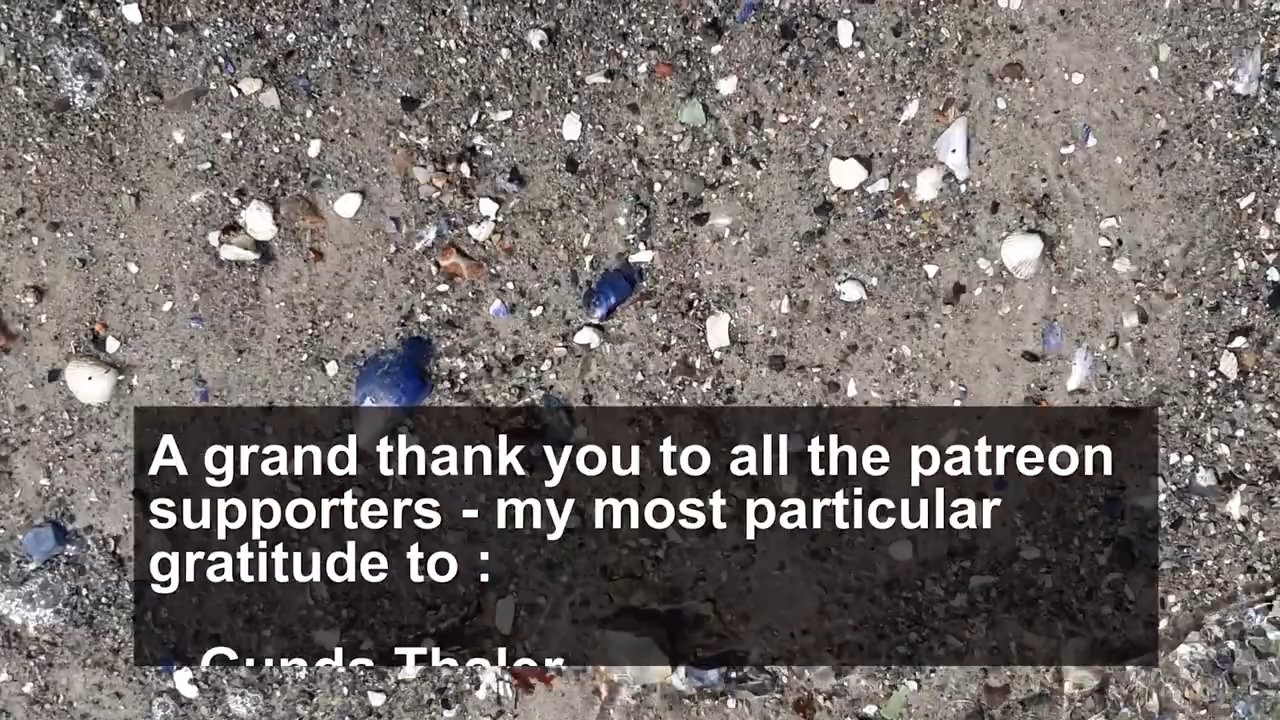 A grand thank you to all the patreon
supporters - my most particular
gratitude to :